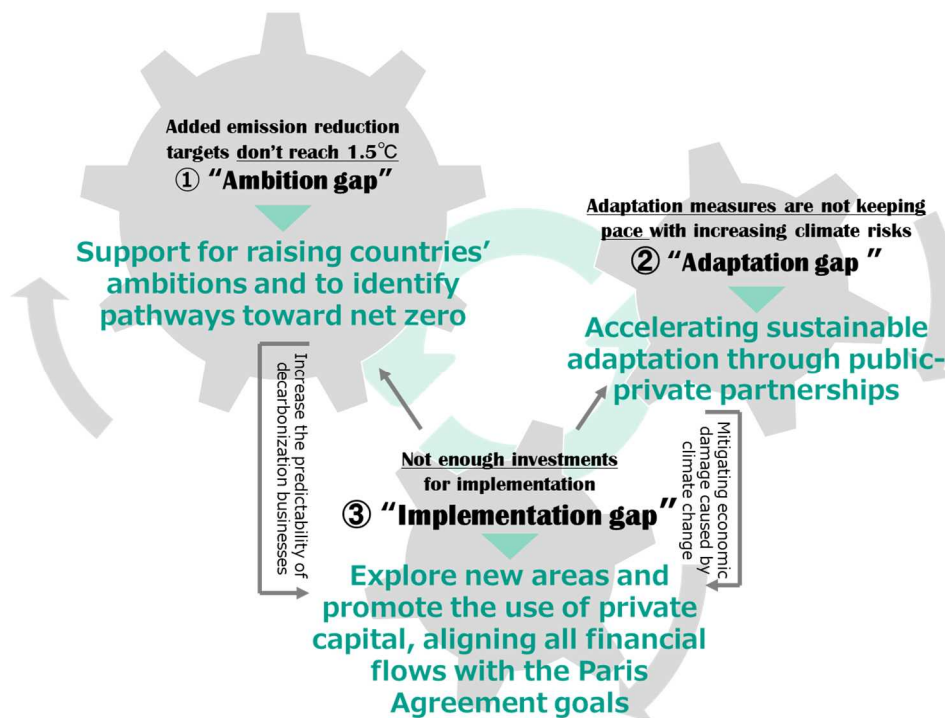 Added emission reduction
targets don't reach 1.5℃
① “Ambition gap”
Support for raising countries’
ambitions and to identify
pathways toward net zero
Adaptation measures are not keeping
pace with increasing climate risks
② “Adaptation gap ”
Accelerating sustainable
adaptation through public-
private partnerships
Increase the predictability of
decarbonization businesses
Not enough investments
for implementation
③ “Implementation gap”
Mitigating economic
damage caused by
climate change
Explore new areas and
promote the use of private
capital, aligning all financial
flows with the Paris
Agreement goals